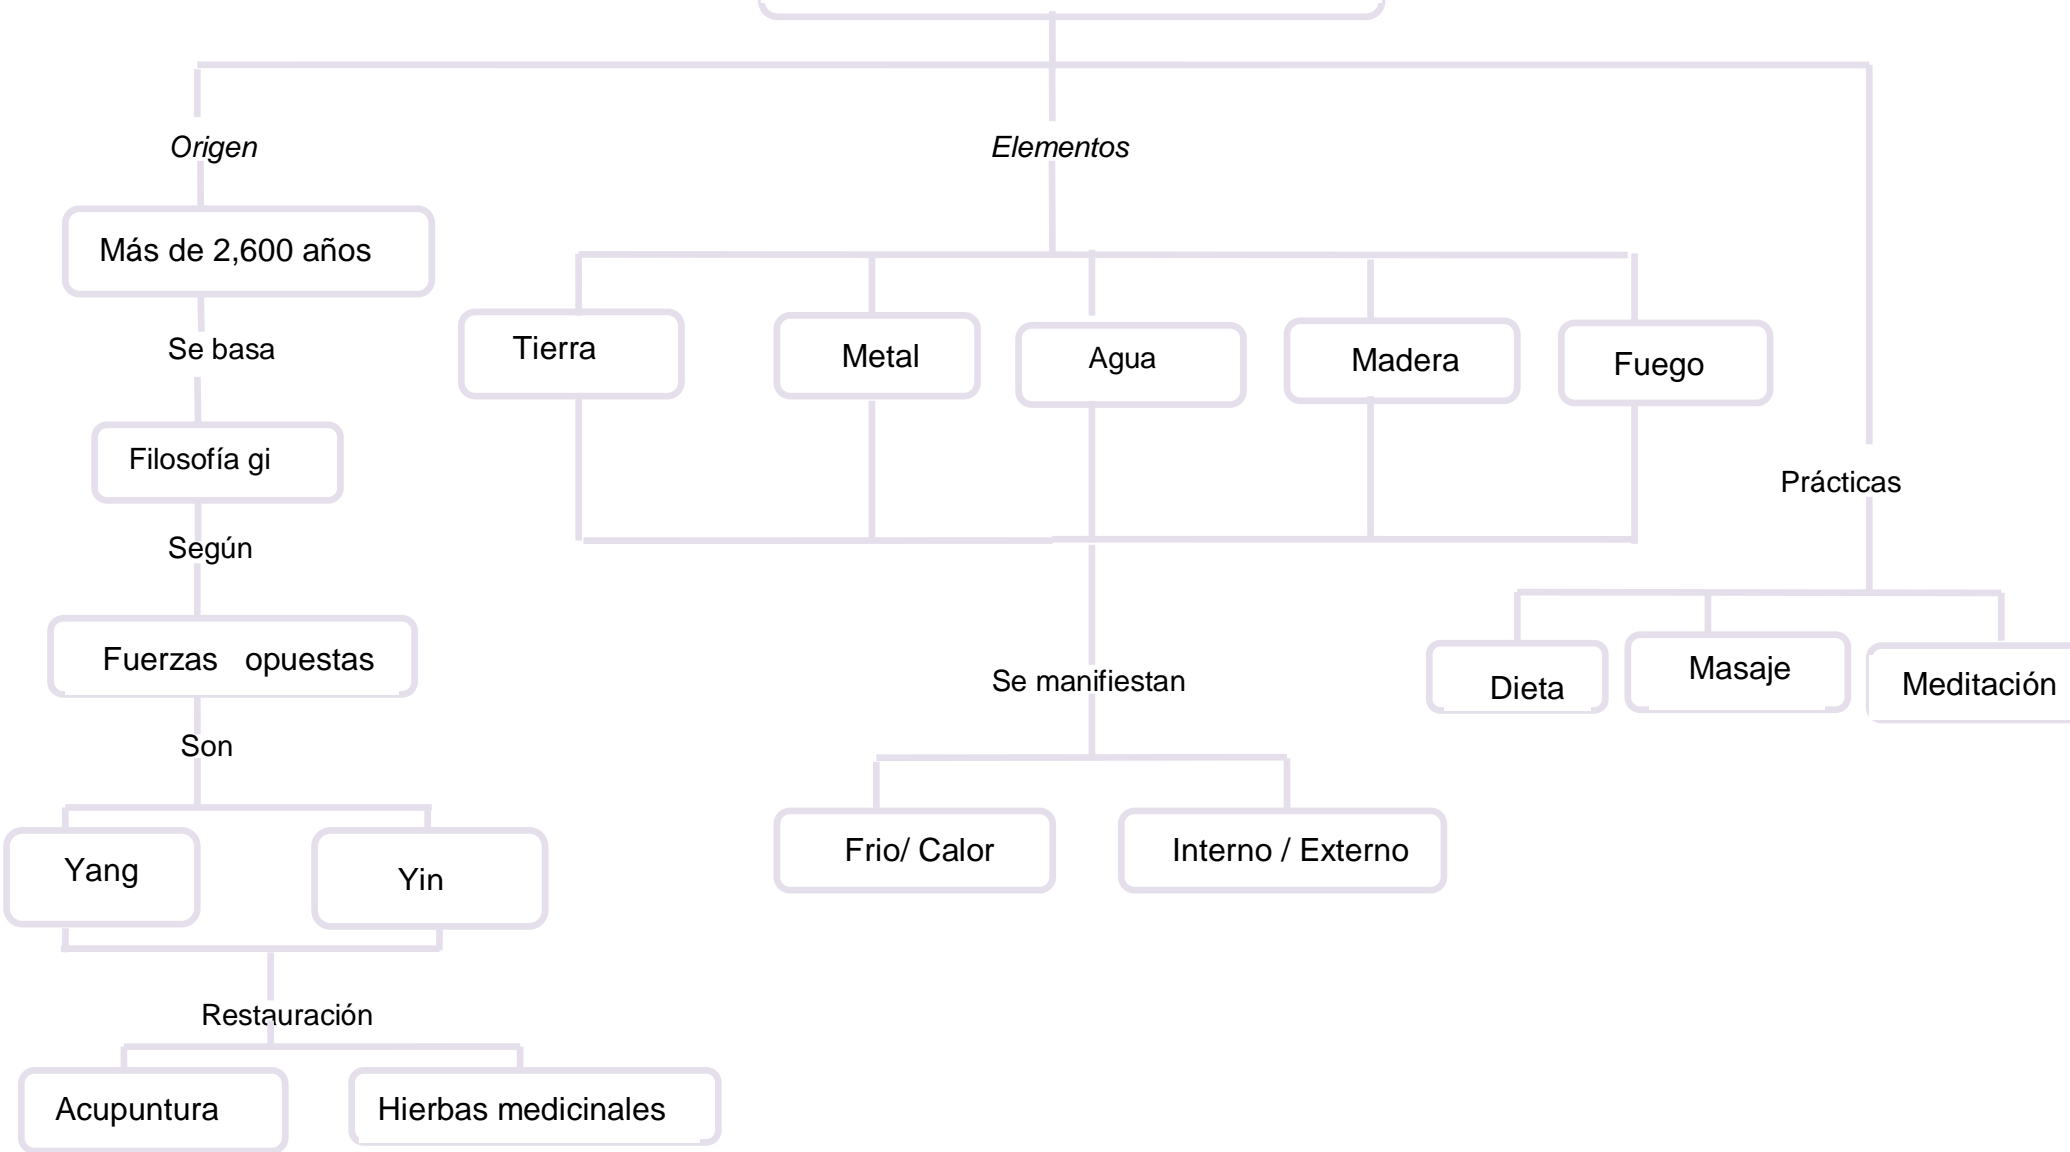 Origen
Elementos
Más de 2,600 años
Tierra
Metal
Agua
Madera
Fuego
Se basa
Filosofía gi
Prácticas
Según
Fuerzas opuestas
Se manifiestan
Dieta
Masaje
Meditación
Son
Yang
Yin
Frio/ Calor
Interno / Externo
Restauración
Acupuntura
Hierbas medicinales